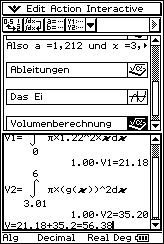 Edit Action Interactive
Also a =1,212 und x =3,
Ableitungen
Das Ei
Volumenberechnung
V1= ∫ π×1.22^2×xdx
0
1.00·V1=21.18
6
V2= ∫ π×(g(x))^2dx
3.01
1.00·V2=35.20
V=21.18+35.2=56.38
Alg Decimal Real Deg